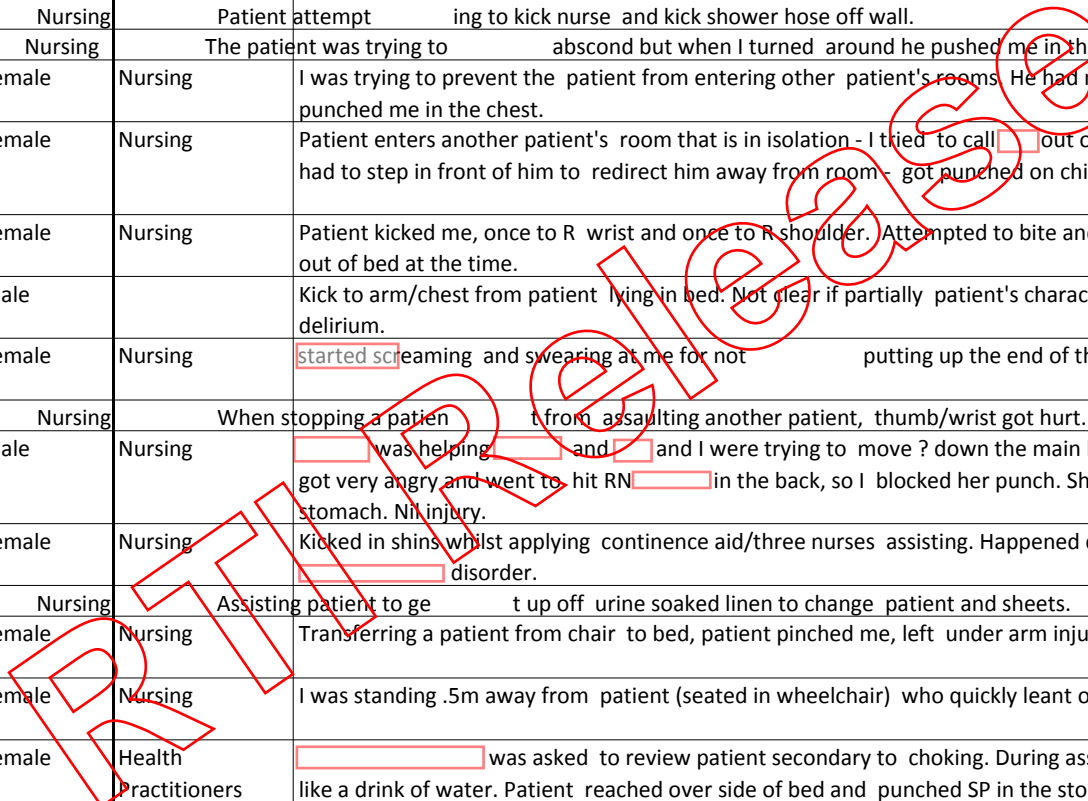 Nursing Patient attempt ing to kick nurse and kick shower hose off wall.
Nursing The patient was trying to abscond but when I turned around he pushed me in th
emale Nursing I was trying to prevent the patient from entering other patient's rooms. He had
punched me in the chest.
emale Nursing Patient enters another patient's room that is in isolation - I tried to call out
had to step in front of him to redirect him away from room - got punched on chi
emale Nursing Patient kicked me, once to R wrist and once to R shoulder. Attempted to bite an
out of bed at the time.
ale Kick to arm/chest from patient lying in bed. Not clear if partially patient's charac
delirium.
emale Nursing started screaming and swearing at me for not putting up the end of th
Nursing When stopping a patien t from assaulting another patient, thumb/wrist got hurt.
ale Nursing was helping and and I were trying to move ? down the main
got very angry and went to hit RN in the back, so I blocked her punch. Sh
stomach. Nil injury.
emale Nursing Kicked in shins whilst applying continence aid/three nurses assisting. Happened
disorder.
Nursing Assisting patient to ge t up off urine soaked linen to change patient and sheets.
emale Nursing Transferring a patient from chair to bed, patient pinched me, left under arm inju
emale Nursing I was standing .5m away from patient (seated in wheelchair) who quickly leant o
emale Health was asked to review patient secondary to choking. During ass
Practitioners like a drink of water. Patient reached over side of bed and punched SP in the sto
RTI Release